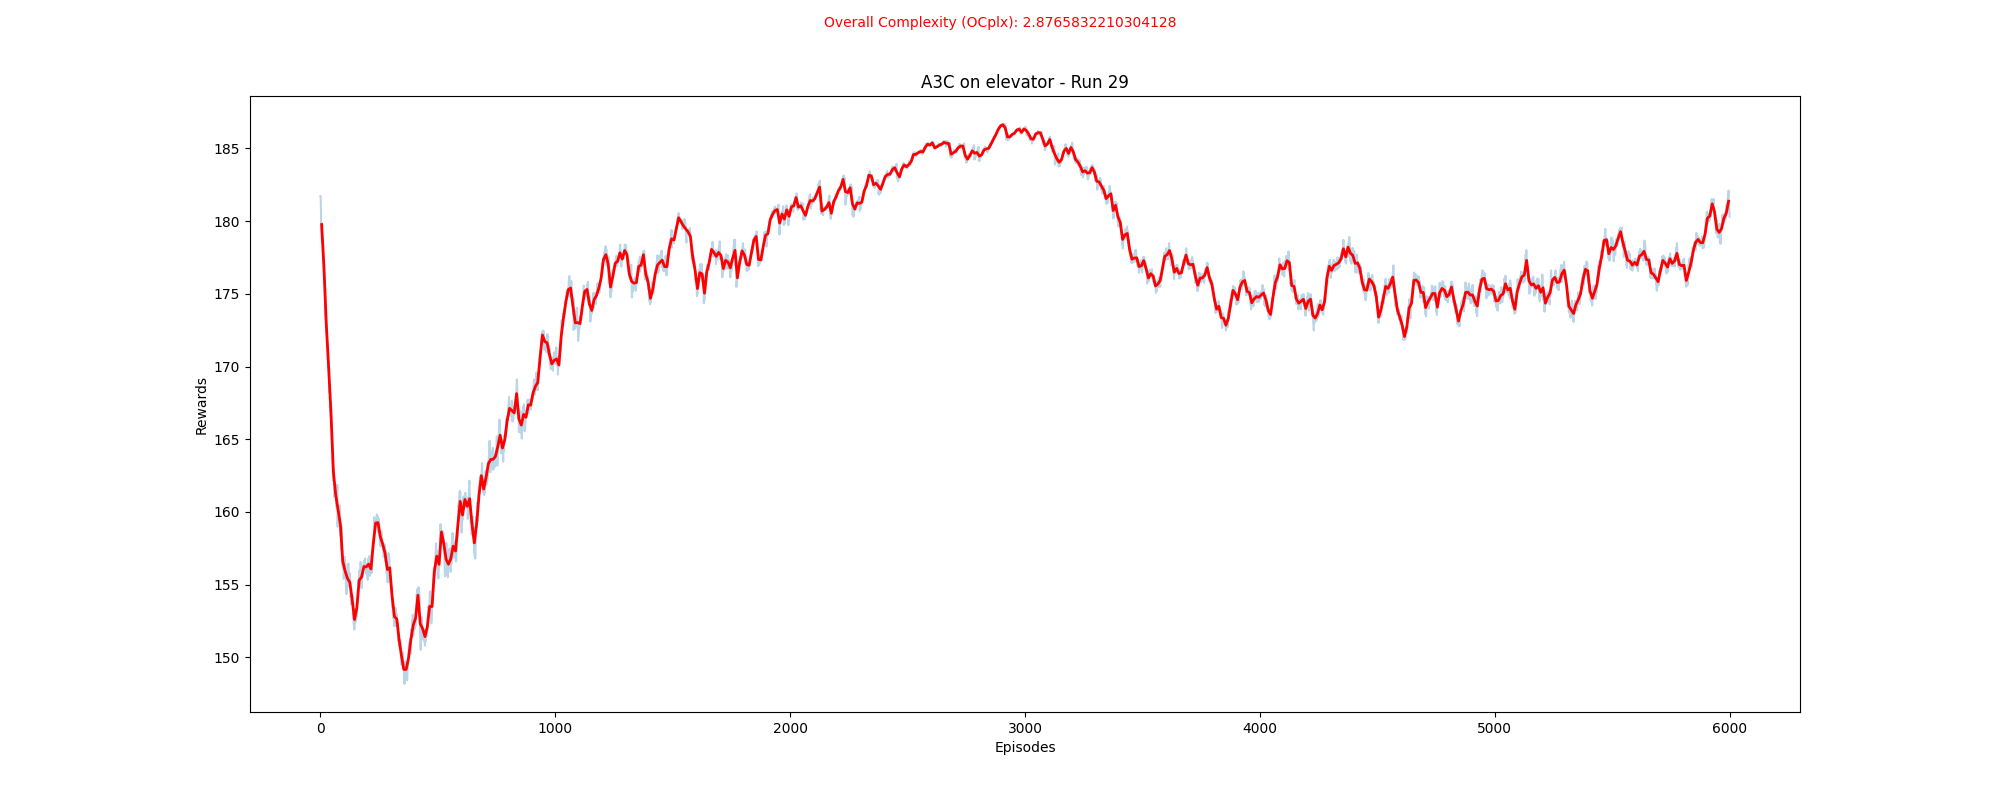 Overall Complexity (OCplx): 2.8765832210304128
A3C on elevator - Run 29
185
180
175
170
165
160
155
150
Rewards
0 1000 2000 3000 4000 5000 6000
Episodes